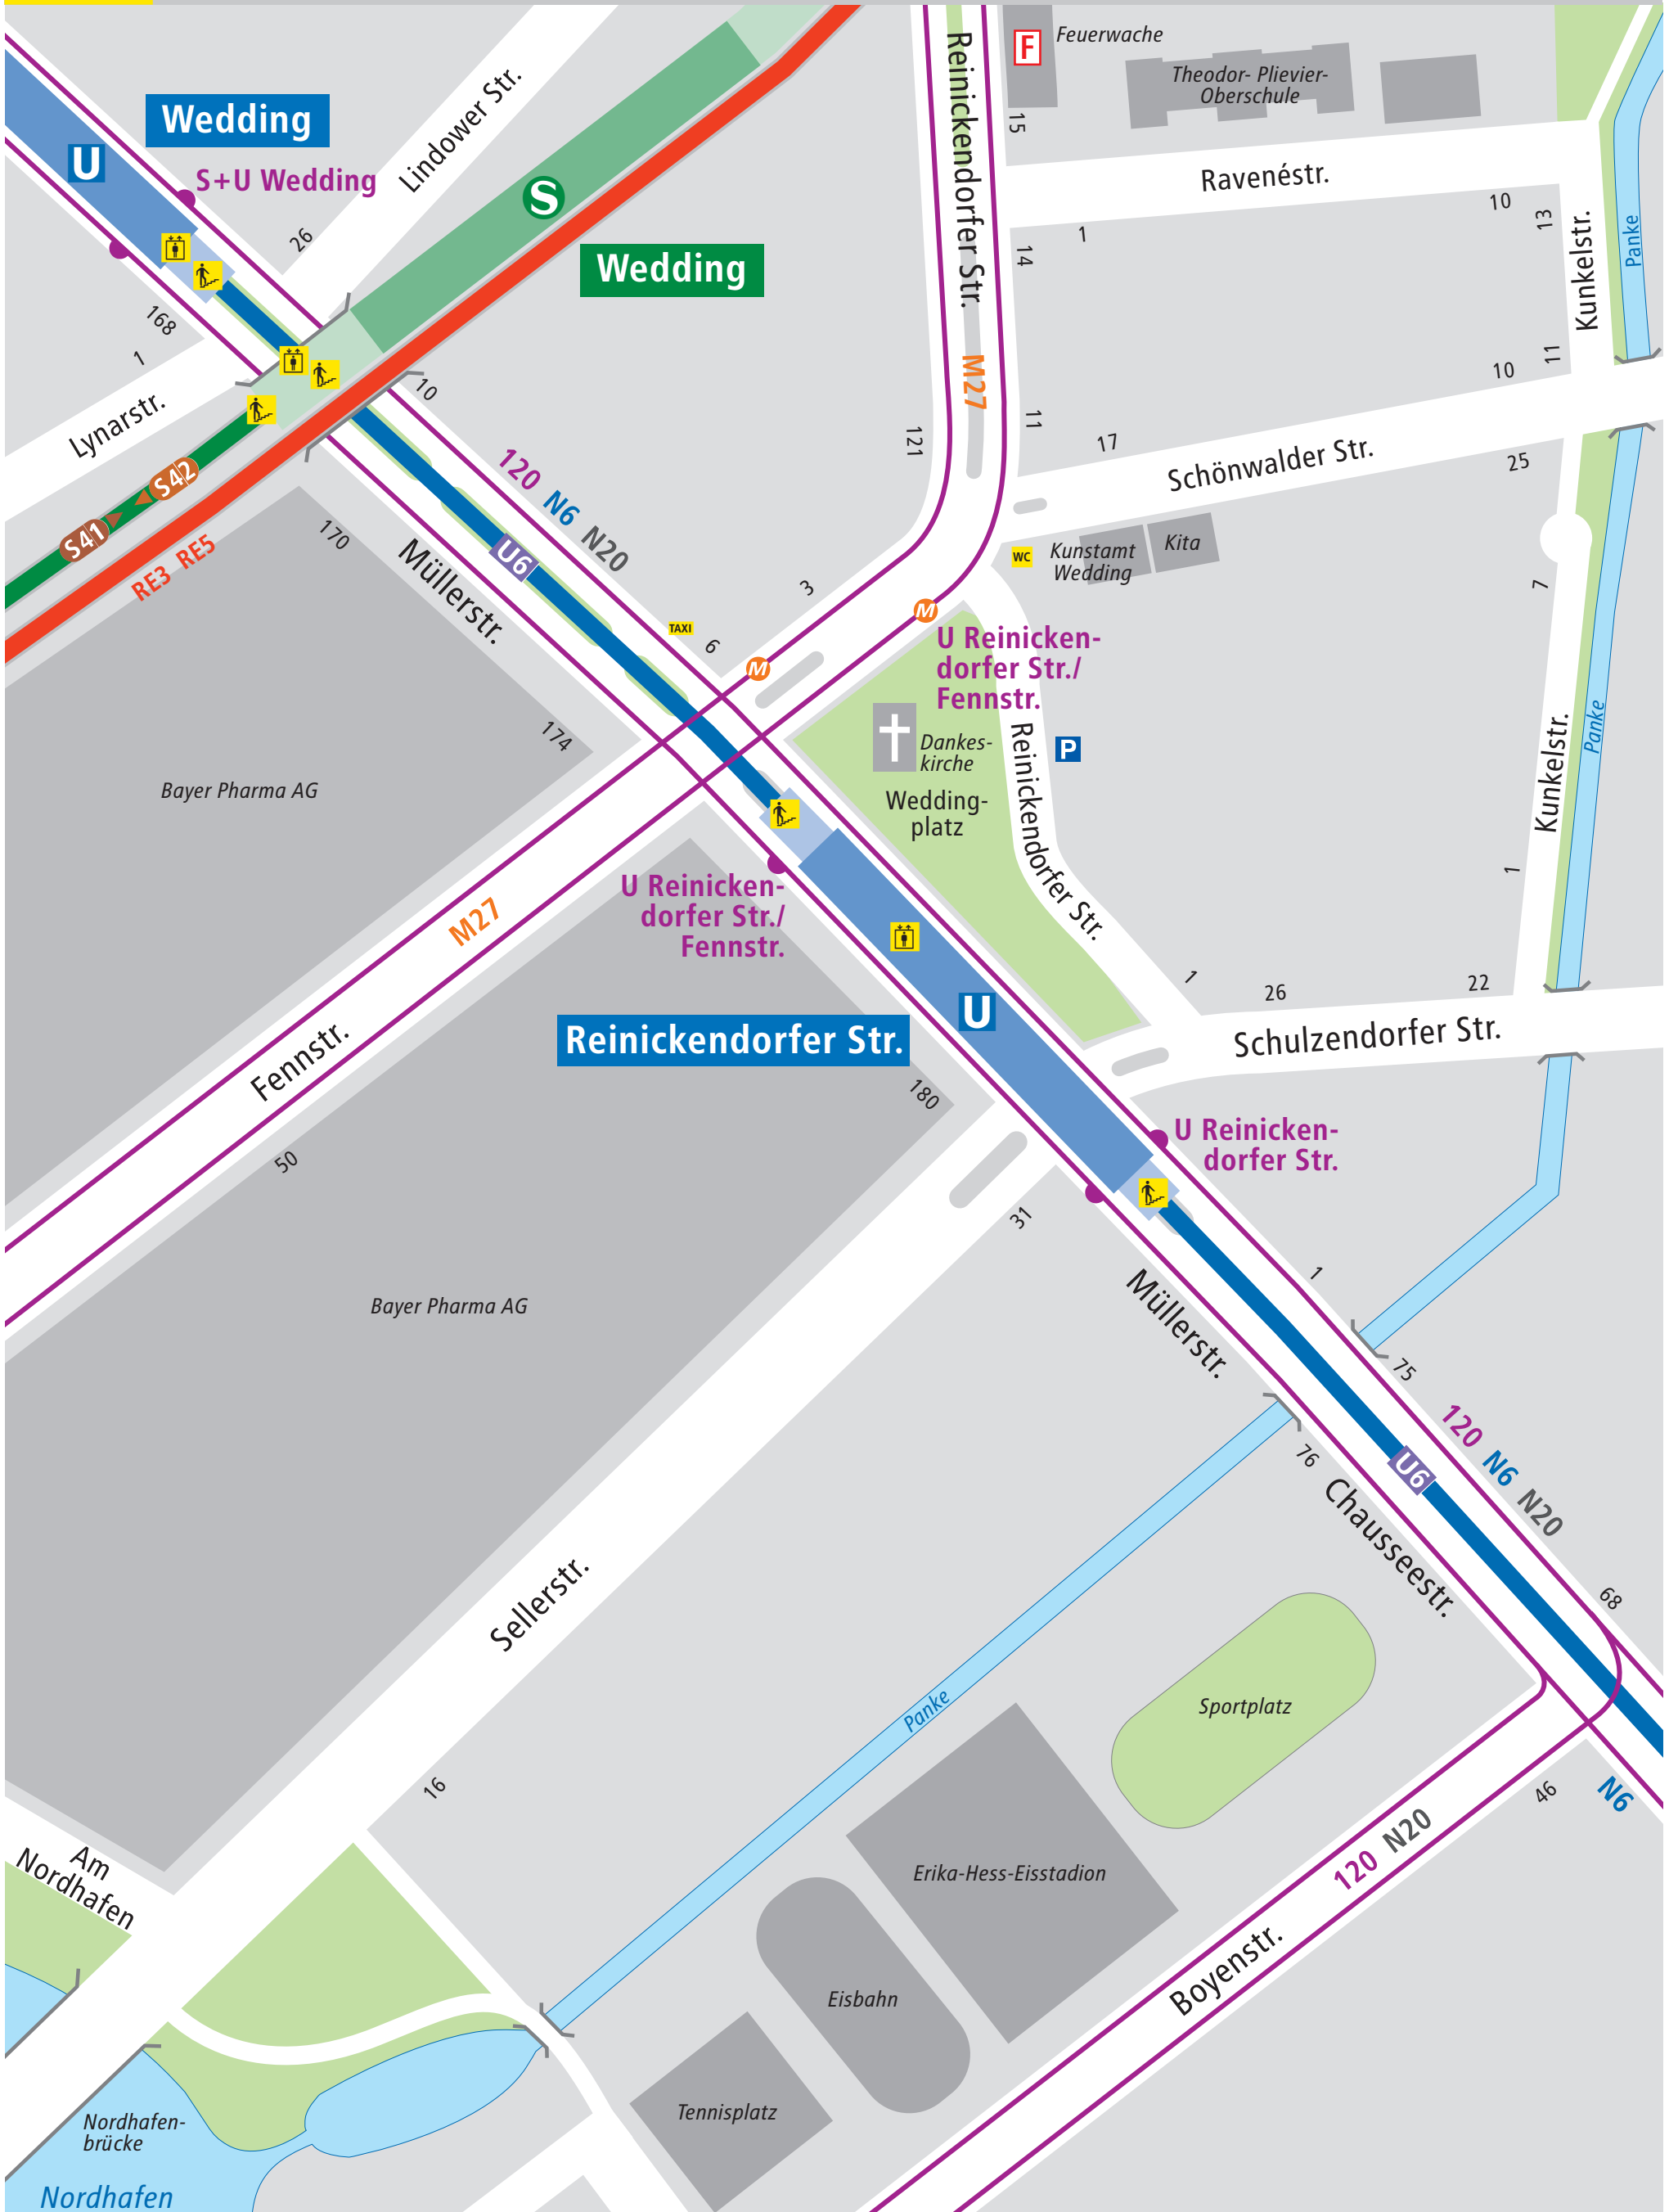 Feuerwache
F
Theodor- Plievier-
Oberschule
Reinickendorfer Str.
15
Lindower Str.
Wedding
U
S+U Wedding
S
Ravenéstr.
10
13
Kunkelstr.
Panke
1
14
26
Wedding
168
1
M27
11
10
10
Lynarstr.
121
11
17
Schönwalder Str.
25
120 N6 N20
S42
S41
RE3 RE5
170
Müllerstr.
U6
WC
Kunstamt
Wedding
Kita
7
3
TAXI
6
M
M
U Reinicken-
dorfer Str./
Fennstr.
174
Dankes-
kirche
Reinickendorfer Str.
P
Panke
Kunkelstr.
Bayer Pharma AG
Wedding-
platz
U Reinicken-
dorfer Str./
Fennstr.
1
M27
1
26
22
U
Schulzendorfer Str.
Reinickendorfer Str.
Fennstr.
180
50
U Reinicken-
dorfer Str.
31
1
Bayer Pharma AG
Müllerstr.
75
120 N6 N20
76
U6
Chausseestr.
68
Sellerstr.
Panke
Sportplatz
16
46
N6
120 N20
Am
Nordhafen
Erika-Hess-Eisstadion
Boyenstr.
Eisbahn
Tennisplatz
Nordhafen-
brücke
Nordhafen